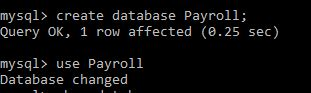 mysql> create database Payroll;
Query OK, 1 row affected (0.25 sec)
mysql> use Payroll
Database changed